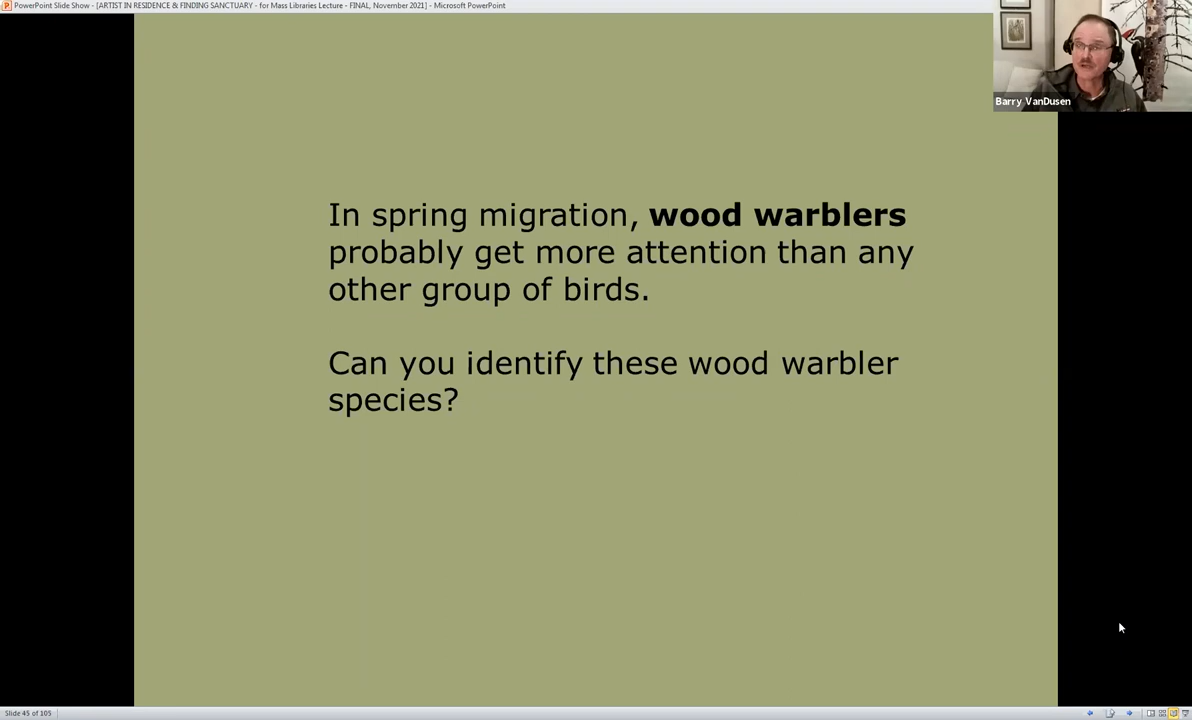 PowerPoint Slide Show - [ARTIST IN RESIDENCE & FINDING SANCTUARY - for Mass Libraries Lecture - FINAL, November 2021] - Microsoft PowerPoint
Barry VanDusen
In spring migration, wood warblers
probably get more attention than any
other group of birds.
Can you identify these wood warbler
species?
Slide 45 of 105